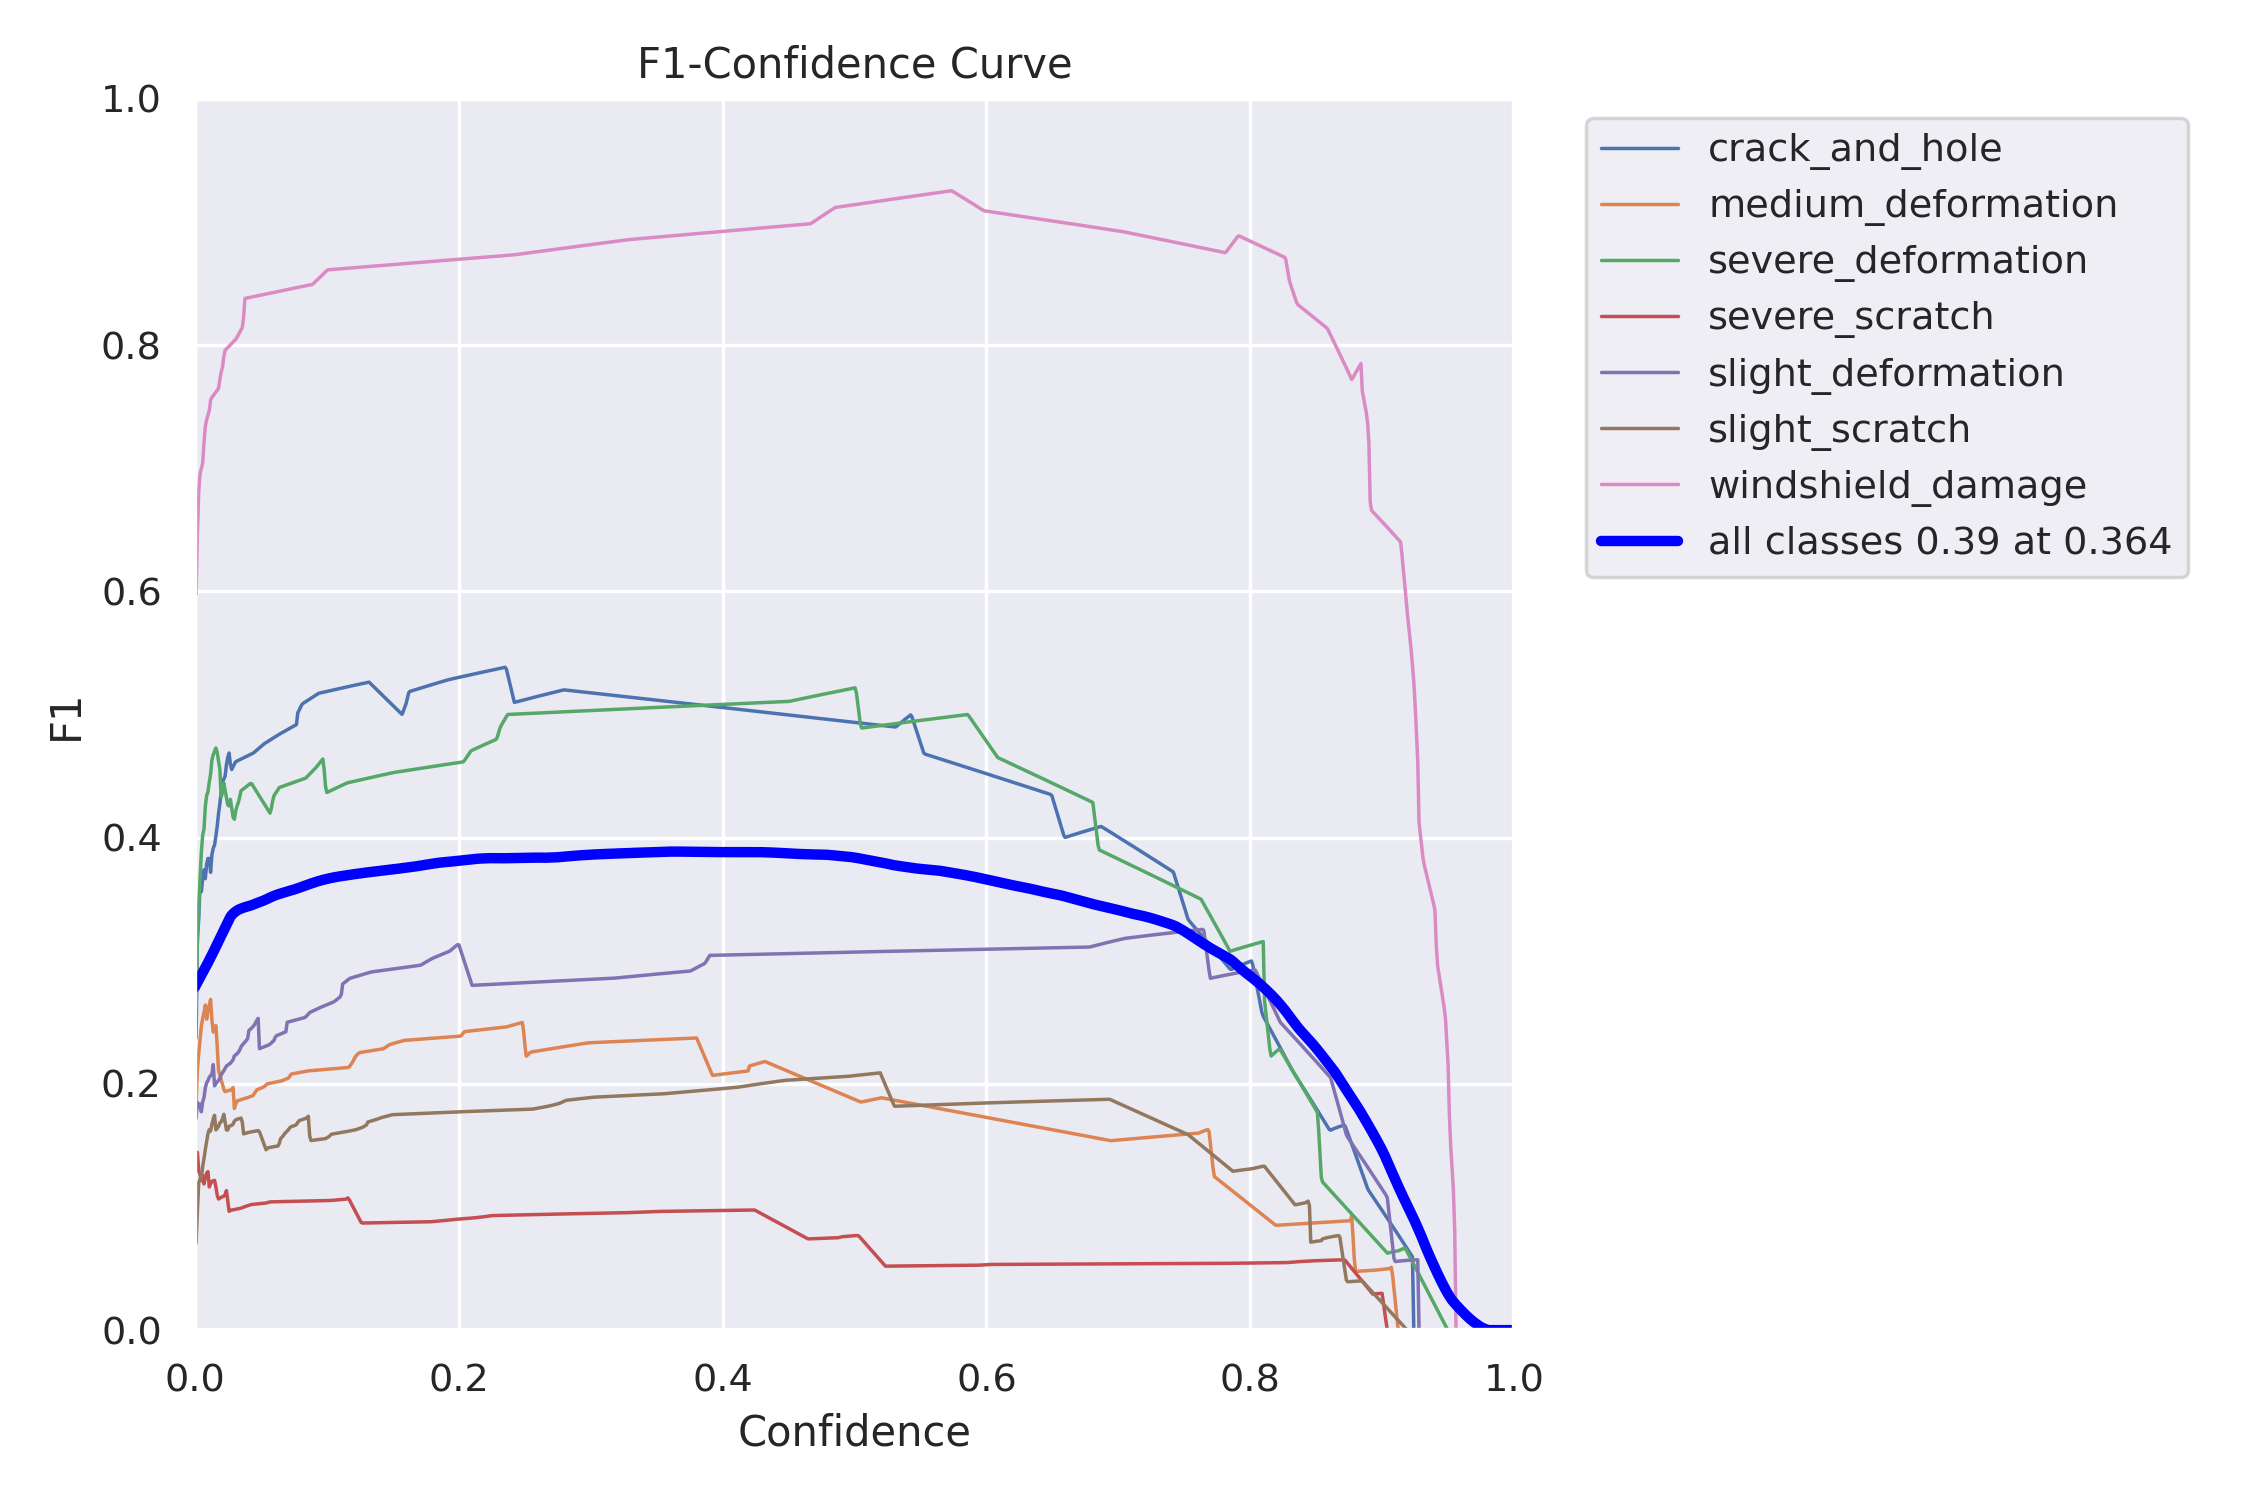 F1-Confidence Curve
1.0
0.8
0.6
0.4
0.2
0.0
F1
0.0 0.2 0.4 0.6 0.8 1.0
Confidence
crack_and_hole
medium_deformation
severe_deformation
severe_scratch
slight_deformation
slight_scratch
windshield_damage
all classes 0.39 at 0.364